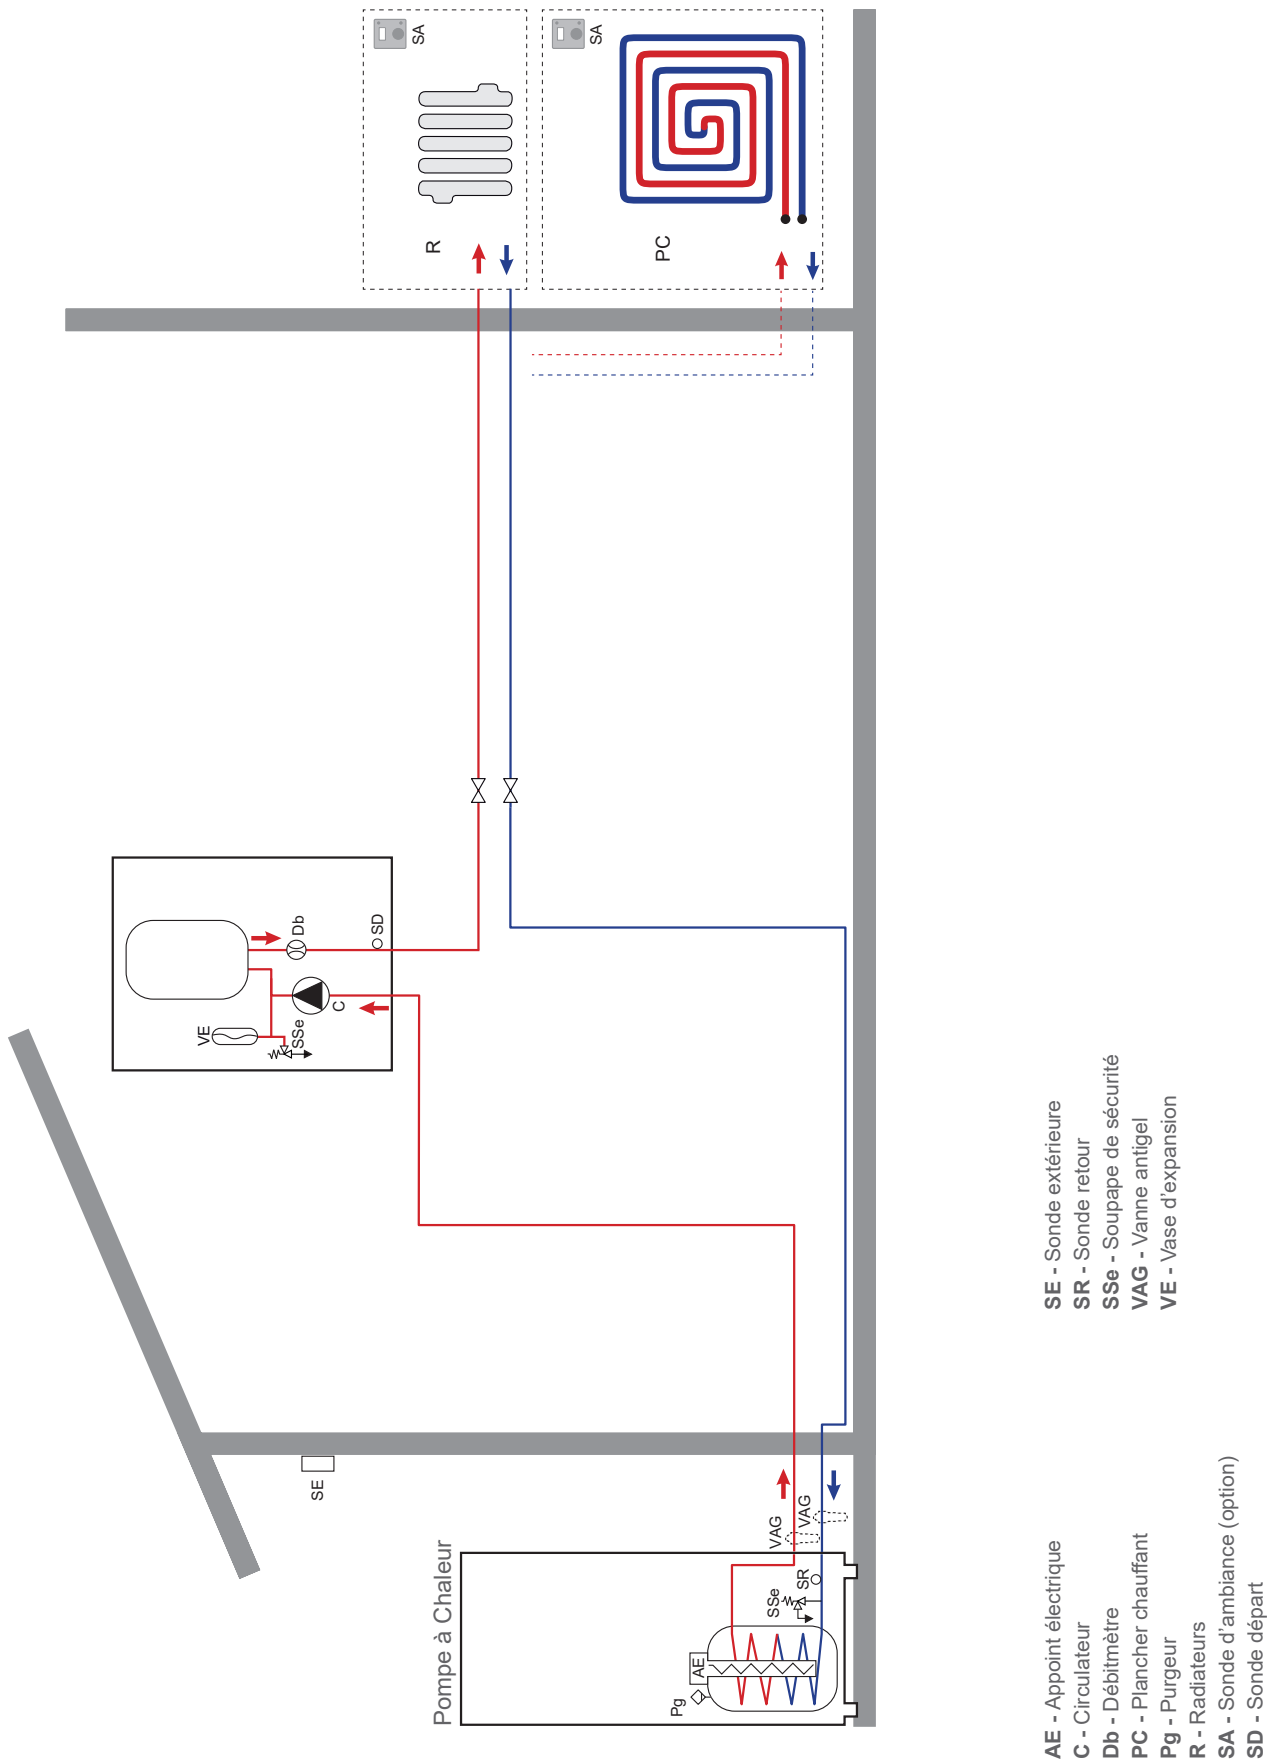 Pompe à Chaleur
Pg
AE
SSe
SR
VAG
VAG
SE
VE
SSe
C
Db
SD
R
SA
PC
SA
AE - Appoint électrique
C - Circulateur
Db - Débitmètre
PC - Plancher chauffant
Pg - Purgeur
R - Radiateurs
SA - Sonde d'ambiance (option)
SD - Sonde départ
SE - Sonde extérieure
SR - Sonde retour
SSe - Soupape de sécurité
VAG - Vanne antigel
VE - Vase d'expansion